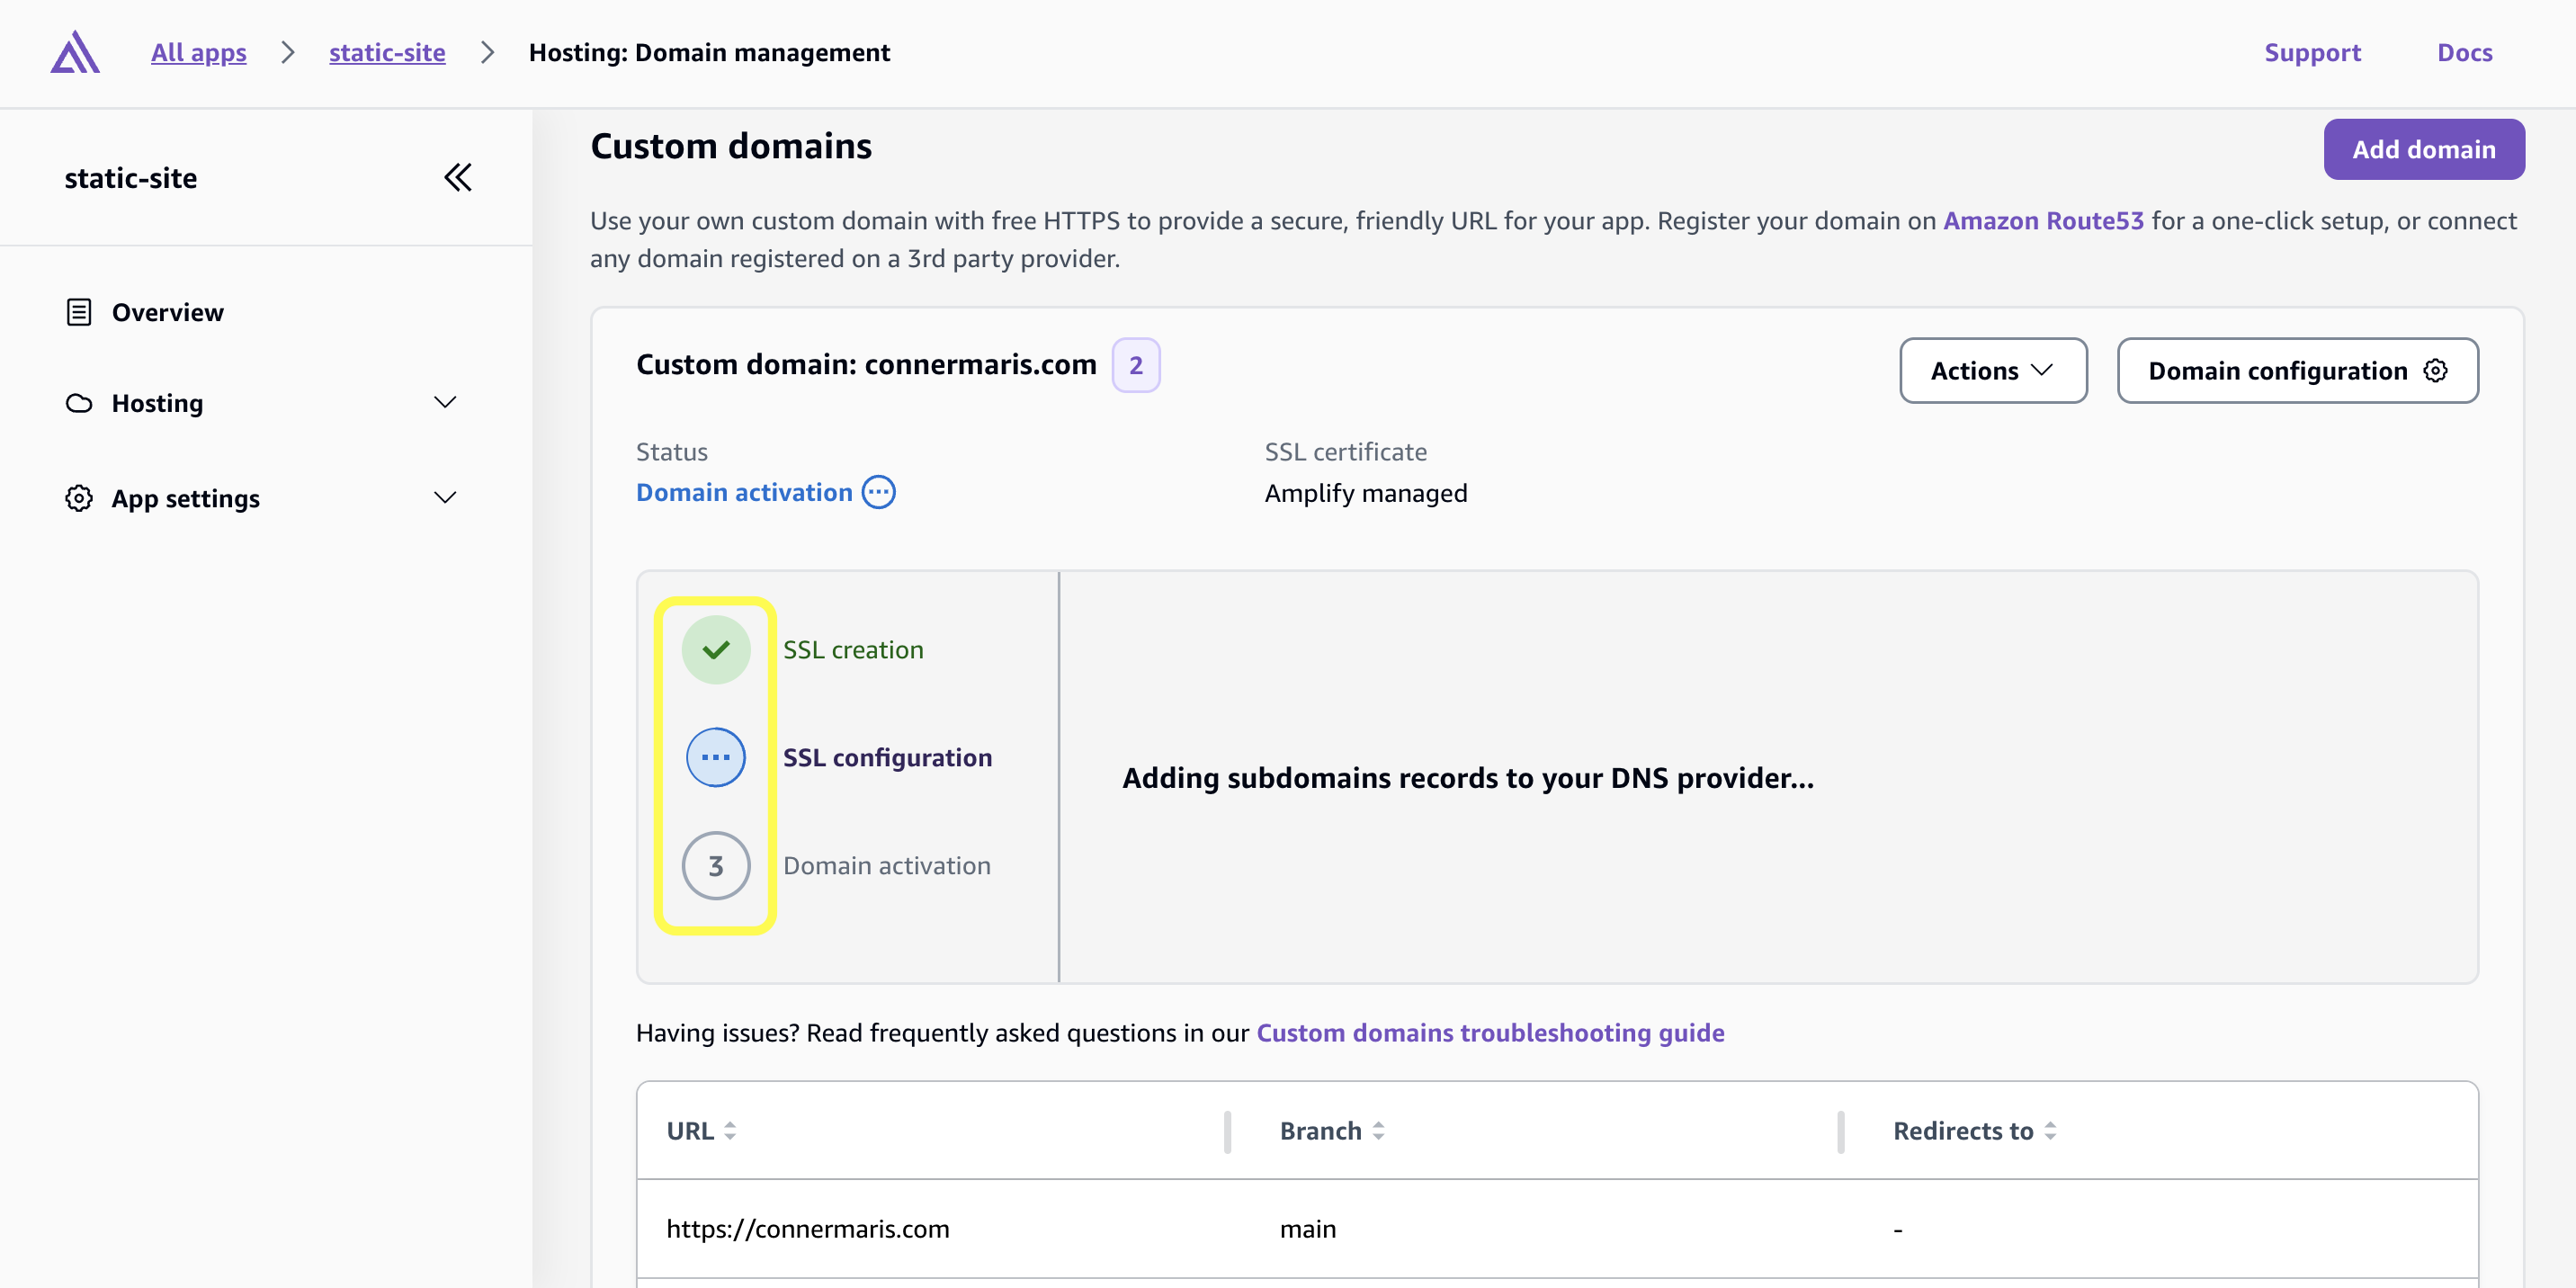 All apps
static-site
Hosting: Domain management
Support
Docs
static-site
Overview
Hosting
App settings
Custom domains
Add domain
Use your own custom domain with free HTTPS to provide a secure, friendly URL for your app. Register your domain on Amazon Route53 for a one-click setup, or connect
any domain registered on a 3rd party provider.
Custom domain: connermaris.com
2
Actions
Domain configuration
Status
Domain activation
SSL certificate
Amplify managed
SSL creation
SSL configuration
3
Domain activation
Adding subdomains records to your DNS provider...
Having issues? Read frequently asked questions in our Custom domains troubleshooting guide
URL
Branch
Redirects to
https://connermaris.com
main
-